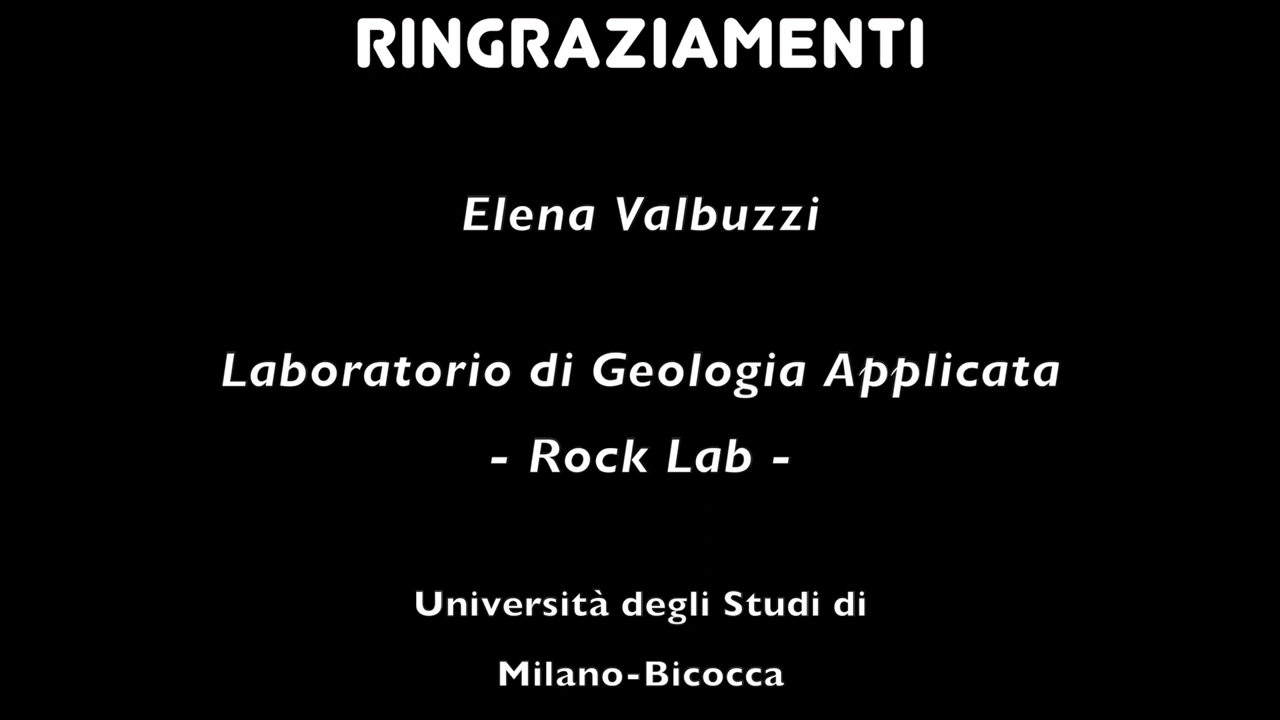 RINGRAZIAMENTI
Elena Valbuzzi
Laboratorio di Geologia Applicata
- Rock Lab -
Università degli Studi di
Milano-Bicocca